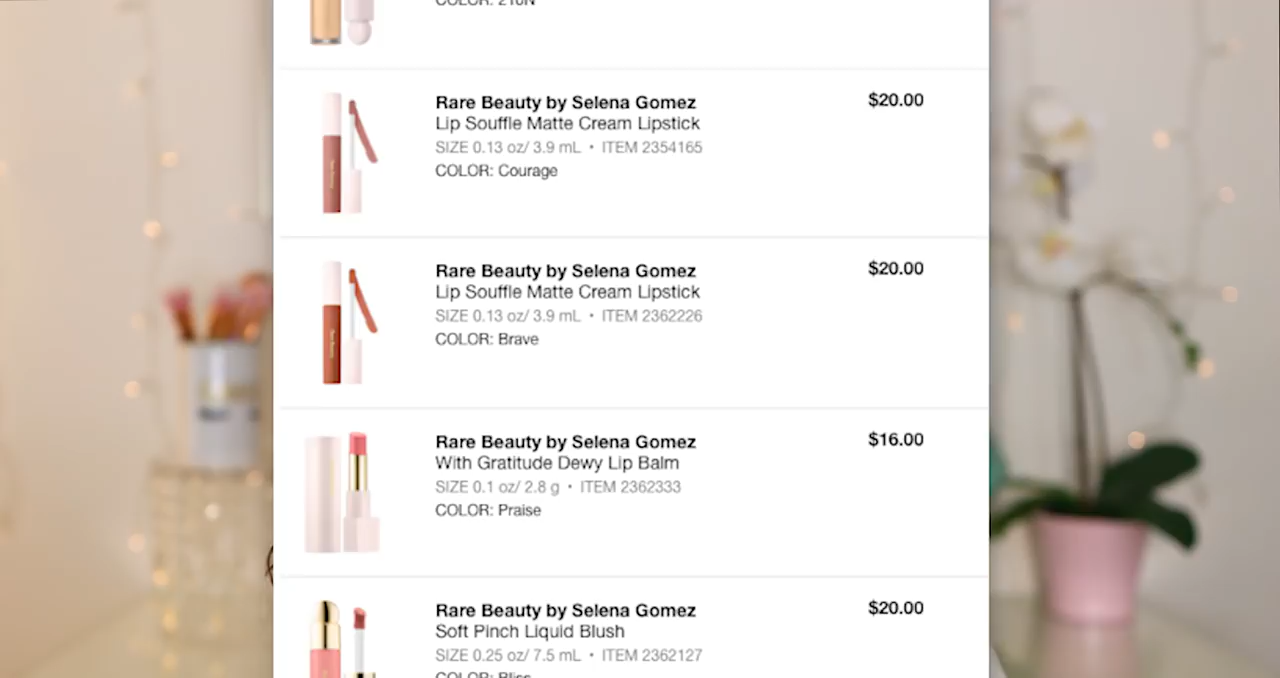 COLOR: 210N
Rare Beauty by Selena Gomez
$20.00
Lip Souffle Matte Cream Lipstick
SIZE 0.13 oz/ 3.9 mL • ITEM 2354165
COLOR: Courage
Rare Beauty by Selena Gomez
$20.00
Lip Souffle Matte Cream Lipstick
SIZE 0.13 oz/ 3.9 mL • ITEM 2362226
COLOR: Brave
Rare Beauty by Selena Gomez
$16.00
With Gratitude Dewy Lip Balm
SIZE 0.1 oz/ 2.8 g • ITEM 2362333
COLOR: Praise
Rare Beauty by Selena Gomez
$20.00
Soft Pinch Liquid Blush
SIZE 0.25 oz/ 7.5 mL • ITEM 2362127
COLOR: Bliss